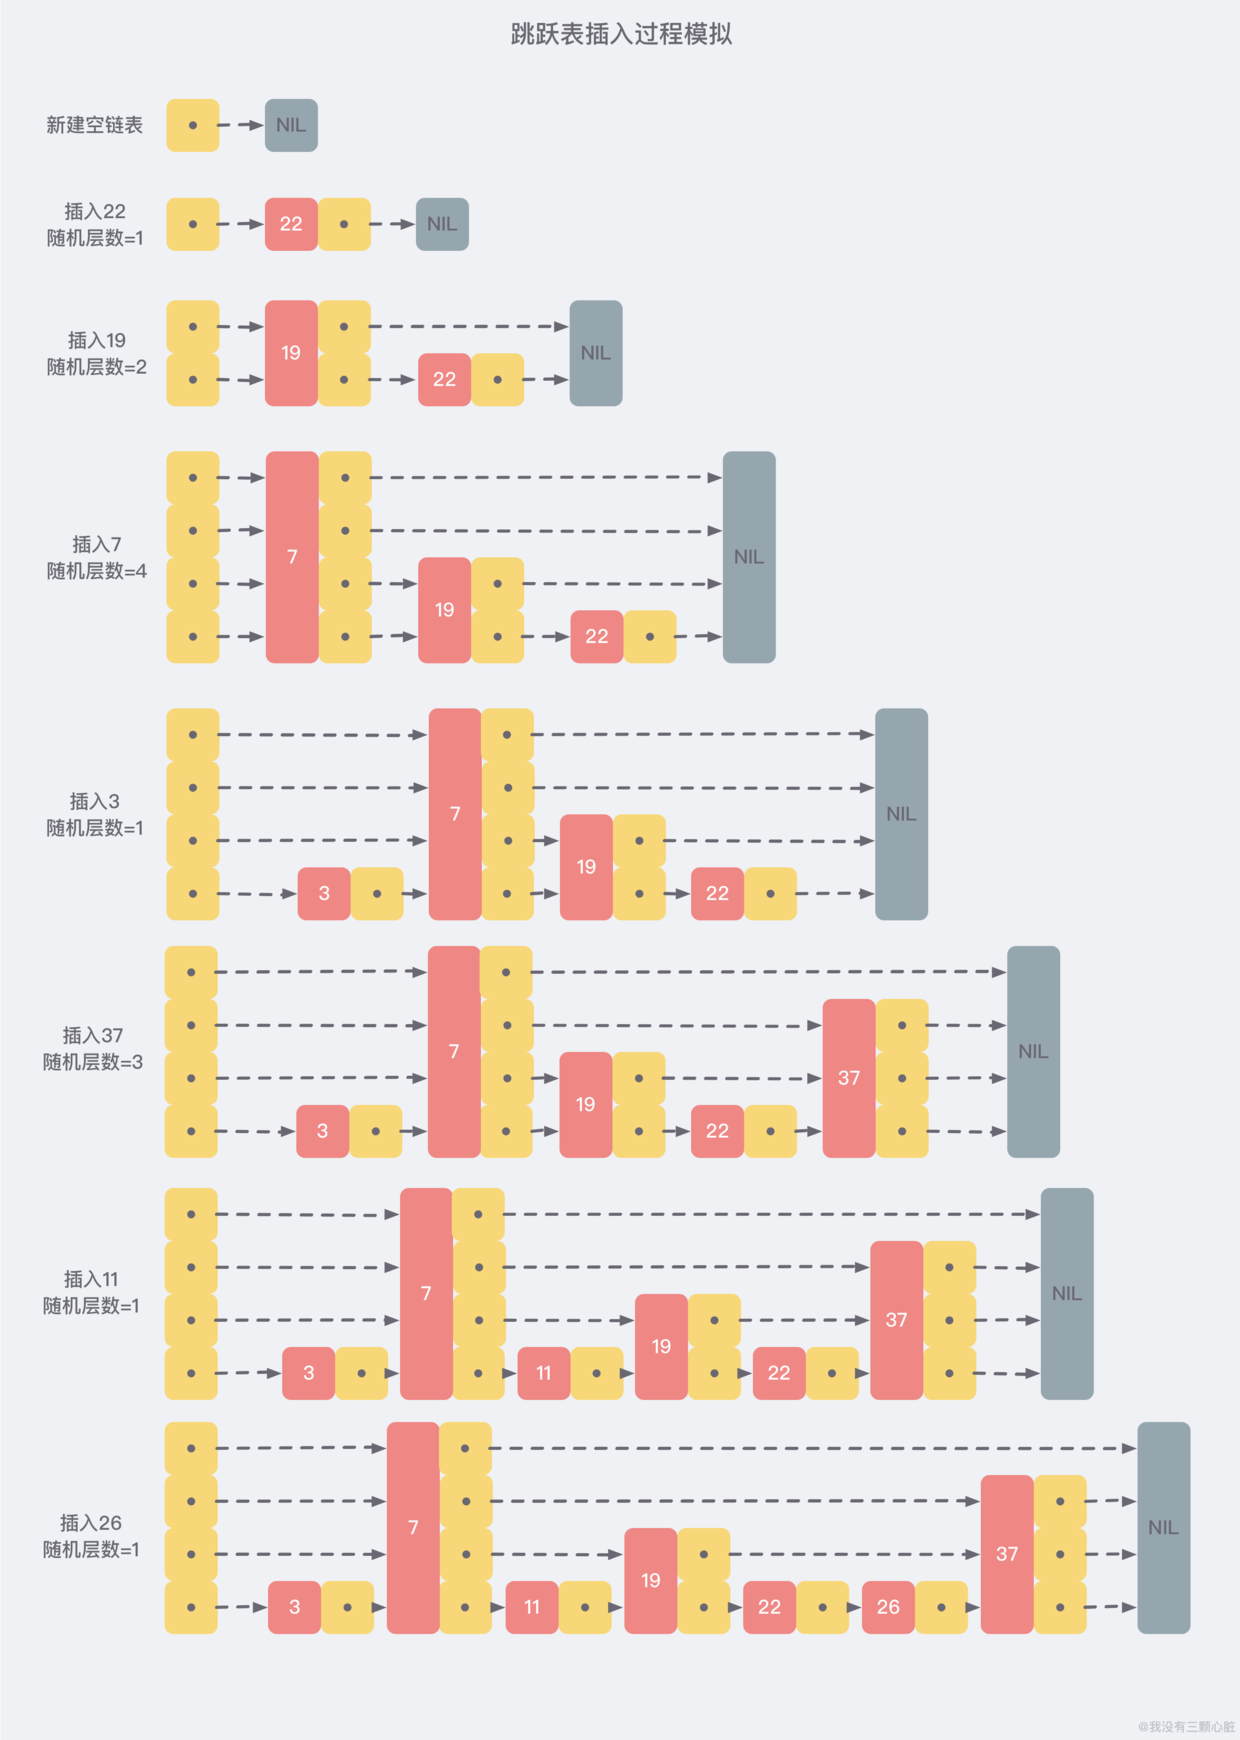 跳跃表插入过程模拟
新建空链表
NIL
插入22
随机层数=1
22
NIL
插入19
随机层数=2
19
22
NIL
插入7
随机层数=4
7
19
22
NIL
插入3
随机层数=1
3
7
19
22
NIL
插入37
随机层数=3
3
7
19
22
37
NIL
插入11
随机层数=1
3
7
11
19
22
37
NIL
插入26
随机层数=1
3
7
11
19
22
26
37
NIL
@我没有三颗心脏